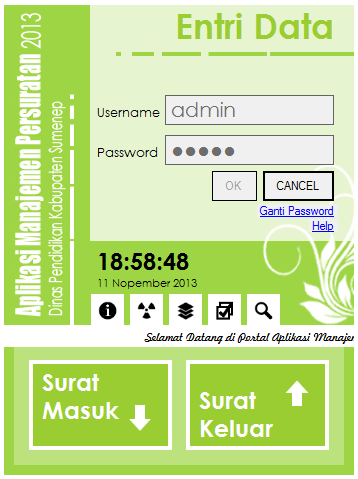 Aplikasi Manajemen Persuratan 2013
Dinas Pendidikan Kabupaten Sumenep
Entri Data
Username admin
Password ●●●●●
OK CANCEL
Ganti Password
Help
18:58:48
11 Nopember 2013
Selamat Datang di Portal Aplikasi Manajem
Surat
Masuk
Surat
Keluar